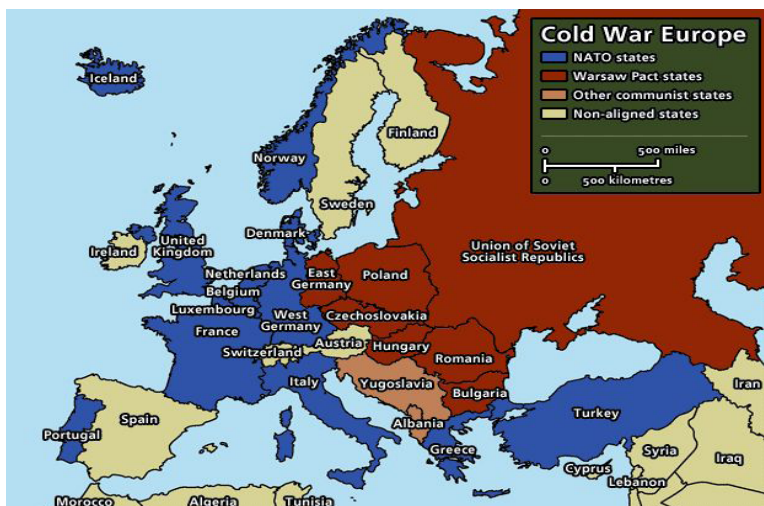 Cold War Europe
NATO states
Warsaw Pact states
Other communist states
Non-aligned states
0 500 miles
0 500 kilometres
Iceland
Finland
Norway
Sweden
Denmark
Ireland
United
Kingdom
Union of Soviet
Socialist Republics
Netherlands
East
Germany
Poland
Belgium
Luxembourg
West
Germany
Czechoslovakia
France
Austria
Hungary
Switzerland
Romania
Italy
Yugoslavia
Iran
Bulgaria
Spain
Turkey
Portugal
Albania
Greece
Syria
Iraq
Cyprus
Lebanon
Morocco
Algeria
Tunisia